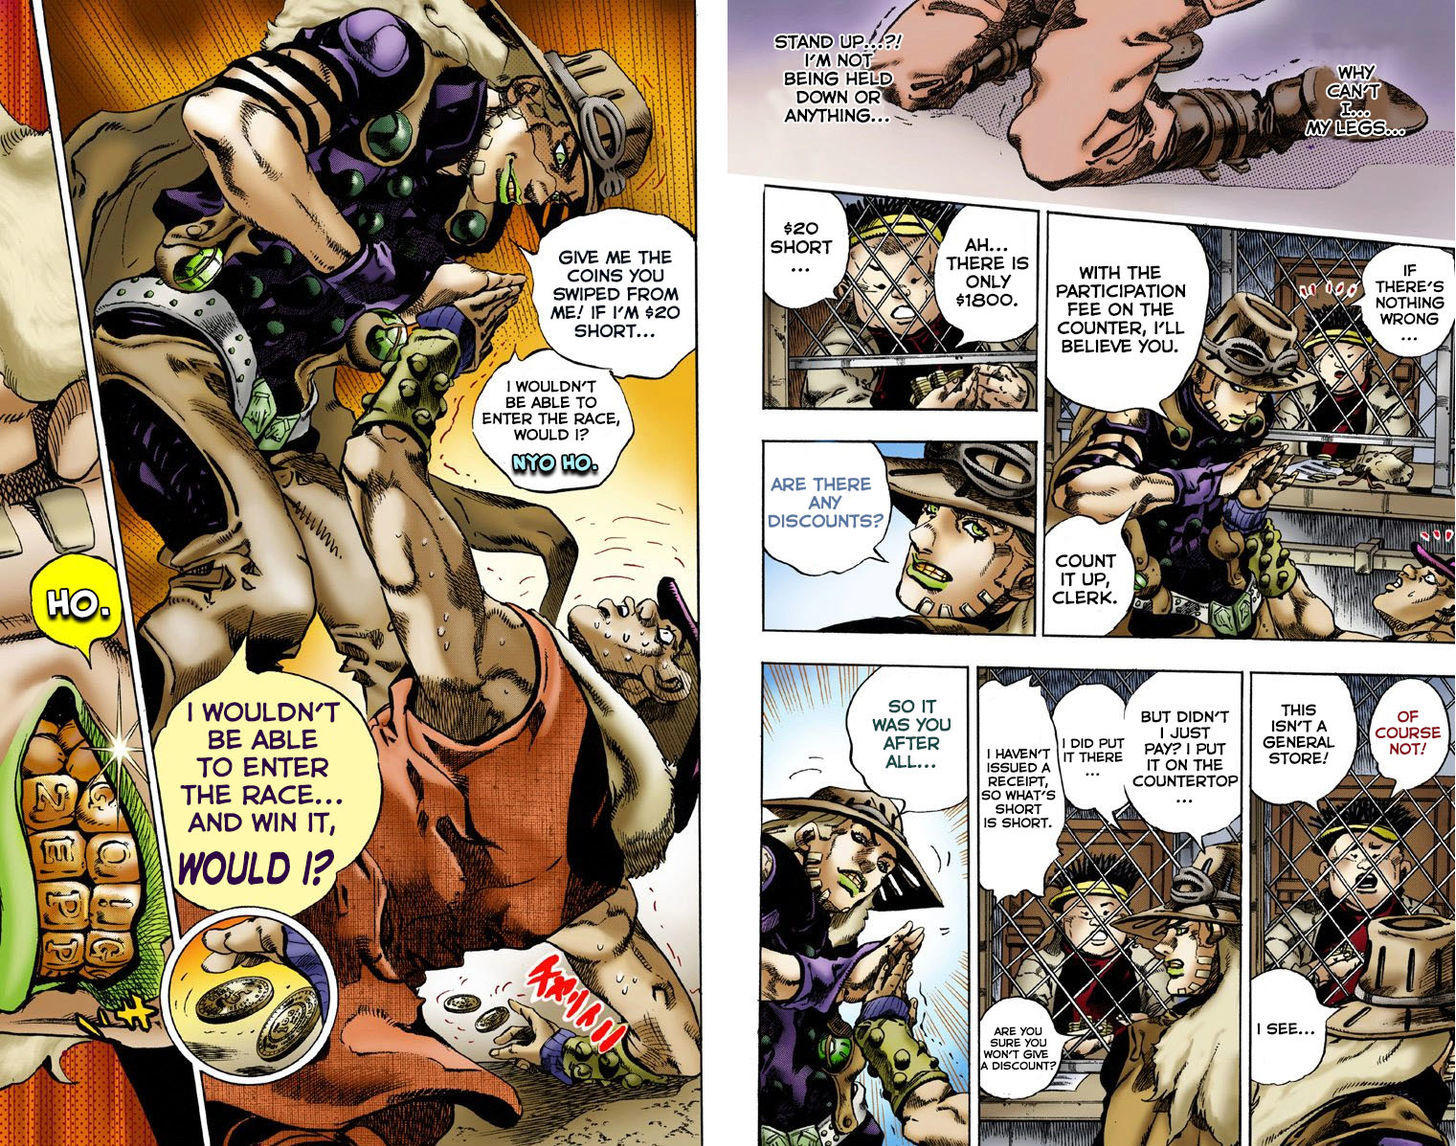 WHY
CAN'T
I...
MY LEGS...
STAND UP...?!
I'M NOT
BEING HELD
DOWN OR
ANYTHING...
IF
THERE'S
NOTHING
WRONG
...
WITH THE
PARTICIPATION
FEE ON THE
COUNTER, I'LL
BELIEVE YOU.
COUNT
IT UP,
CLERK.
AH...
THERE IS
ONLY
$1800.
$20
SHORT
...
ARE THERE
ANY
DISCOUNTS?
OF
COURSE
NOT!
THIS
ISN'T A
GENERAL
STORE!
I SEE...
BUT DIDN'T
I JUST
PAY? I PUT
IT ON THE
COUNTERTOP
...
I DID PUT
IT THERE
...
I HAVEN'T
ISSUED A
RECEIPT,
SO WHAT'S
SHORT
IS SHORT.
ARE YOU
SURE YOU
WON'T GIVE
A DISCOUNT?
SO IT
WAS YOU
AFTER
ALL...
GIVE ME THE
COINS YOU
SWIPED FROM
ME! IF I'M $20
SHORT...
I WOULDN'T
BE ABLE TO
ENTER THE RACE,
WOULD I?
NYO HO.
I WOULDN'T
BE ABLE
TO ENTER
THE RACE...
AND WIN IT,
WOULD I?
HO.